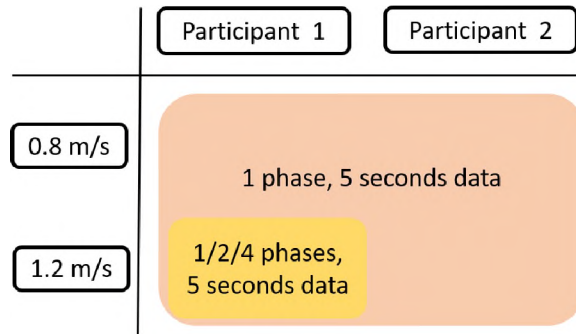 Participant 1
Participant 2
0.8 m/s
1 phase, 5 seconds data
1.2 m/s
1/2/4 phases,
5 seconds data